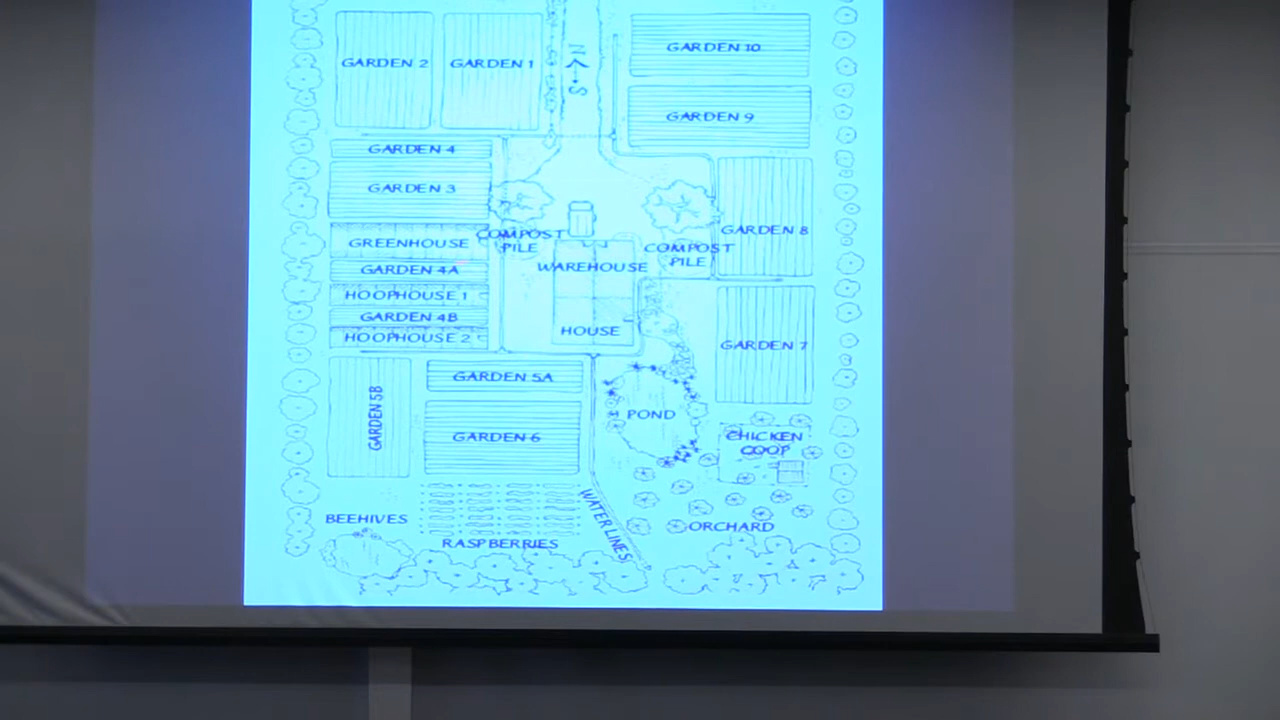 GARDEN 2
GARDEN 1
N
S
GARDEN 10
GARDEN 9
GARDEN 4
GARDEN 3
GREENHOUSE
COMPOST
PILE
WAREHOUSE
COMPOST
PILE
GARDEN 8
GARDEN 4A
HOOPHOUSE 1
GARDEN 4B
HOOPHOUSE 2
HOUSE
GARDEN 7
GARDEN 5B
GARDEN 5A
GARDEN 6
POND
CHICKEN
COOP
BEEHIVES
RASPBERRIES
WATER LINES
ORCHARD